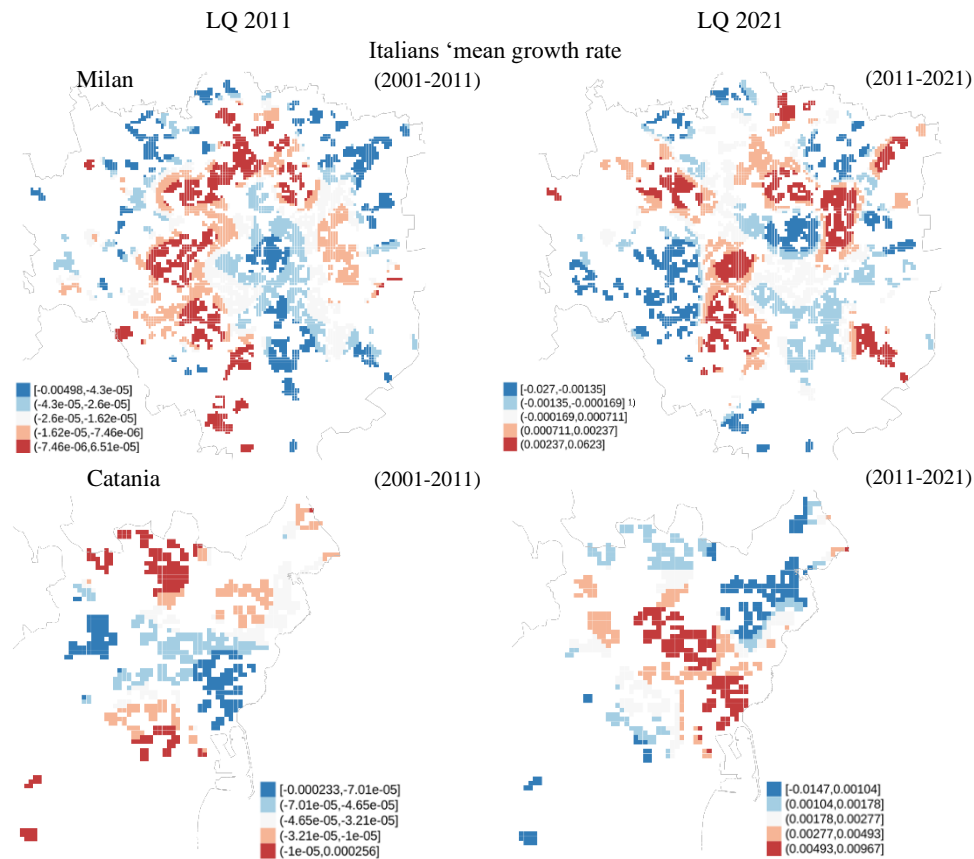 LQ 2011
LQ 2021
Italians ‘mean growth rate
Milan
(2001-2011)
(2011-2021)
[-0.00498,-4.3e-05]
(-4.3e-05,-2.6e-05]
(-2.6e-05,-1.62e-05]
(-1.62e-05,-7.46e-06]
(-7.46e-06,6.51e-05]
[-0.027,-0.00135]
(-0.00135,-0.000169] 1)
(-0.000169,0.000711]
(0.000711,0.00237]
(0.00237,0.0623]
Catania
(2001-2011)
(2011-2021)
[-0.000233,-7.01e-05]
(-7.01e-05,-4.65e-05]
(-4.65e-05,-3.21e-05]
(-3.21e-05,-1e-05]
(-1e-05,0.000256]
[-0.0147,0.00104]
(0.00104,0.00178]
(0.00178,0.00277]
(0.00277,0.00493]
(0.00493,0.00967]